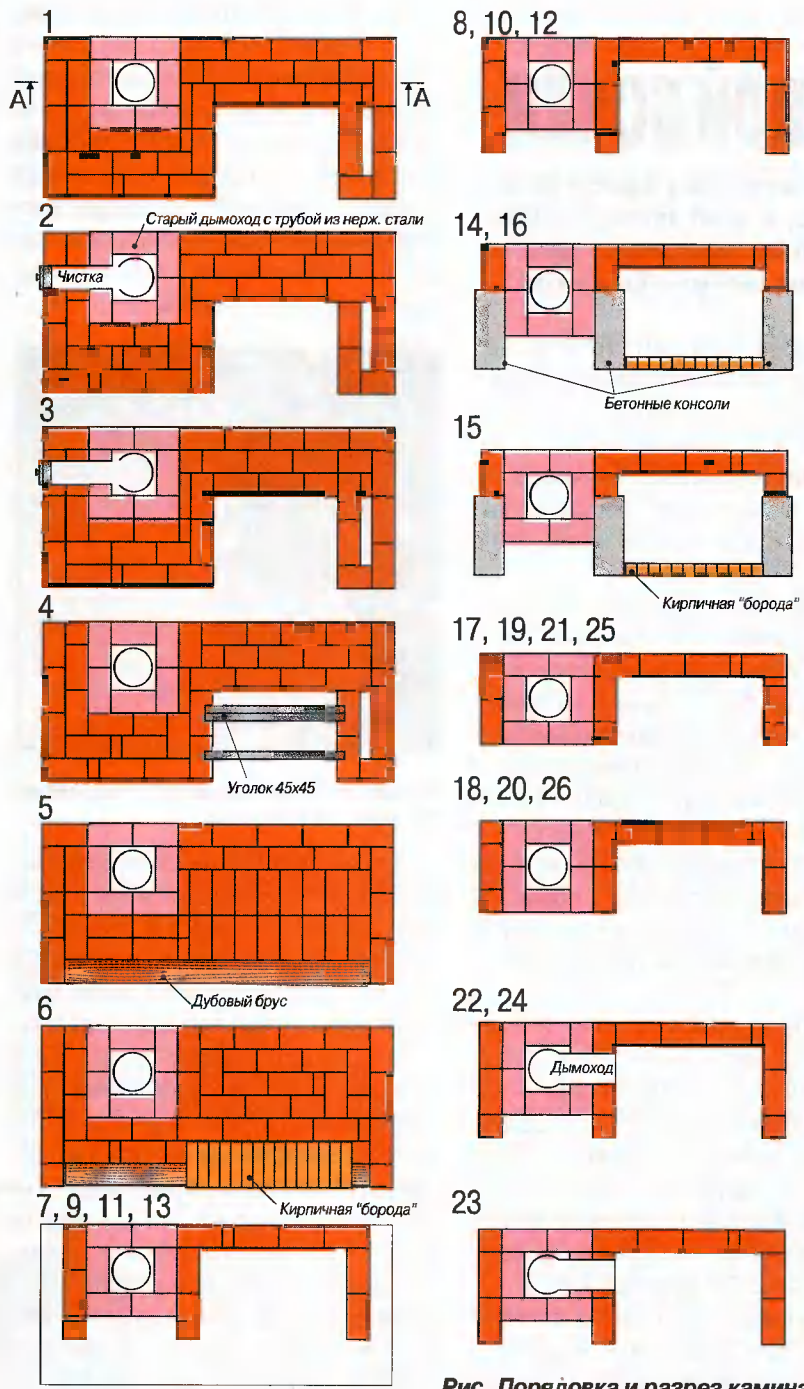 1
А
А
2
Старый дымоход с трубой из нерж. стали
Чистка
3
4
Уголок 45х45
5
Дубовый брус
6
Кирпичная "борода"
7, 9, 11, 13
8, 10, 12
14, 16
Бетонные консоли
15
Кирпичная "борода"
17, 19, 21, 25
18, 20, 26
22, 24
Дымоход
23
Рис. Порядовка и разрез камина